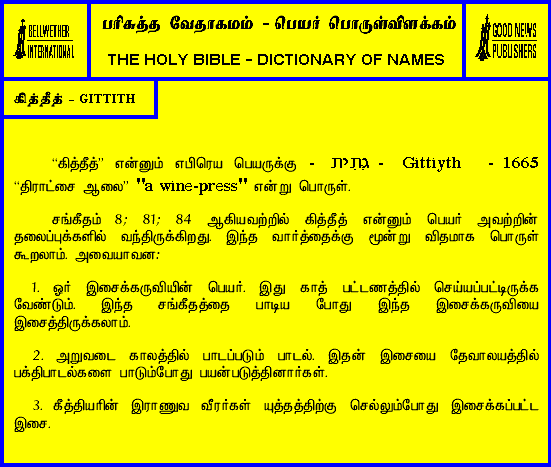 BELLWETHER
INTERNATIONAL
பரிசுத்த வேதாகமம் - பெயர் பொருள்விளக்கம்
THE HOLY BIBLE - DICTIONARY OF NAMES
GOOD NEWS
PUBLISHERS
கித்தீத் - GITTITH
“கித்தீத்” என்னும் எபிரெய பெயருக்கு - גתית - Gittiyth - 1665
“திராட்சை ஆலை” "a wine-press" என்று பொருள்.
சங்கீதம் 8; 81; 84 ஆகியவற்றில் கித்தீத் என்னும் பெயர் அவற்றின்
தலைப்புக்களில் வந்திருக்கிறது. இந்த வார்த்தைக்கு மூன்று விதமாக பொருள்
கூறலாம். அவையாவன:
1. ஓர் இசைக்கருவியின் பெயர். இது காத் பட்டணத்தில் செய்யப்பட்டிருக்க
வேண்டும். இந்த சங்கீதத்தை பாடிய போது இந்த இசைக்கருவியை
இசைத்திருக்கலாம்.
2. அறுவடை காலத்தில் பாடப்படும் பாடல். இதன் இசையை தேவாலயத்தில்
பக்திபாடல்களை பாடும்போது பயன்படுத்தினார்கள்.
3. கீத்தியரின் இராணுவ வீரர்கள் யுத்தத்திற்கு செல்லும்போது இசைக்கப்பட்ட
இசை.